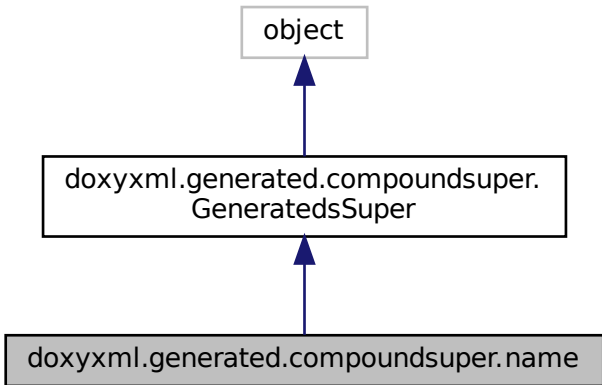 object
doxyxml.generated.compoundsuper.
GeneratedsSuper
doxyxml.generated.compoundsuper.name